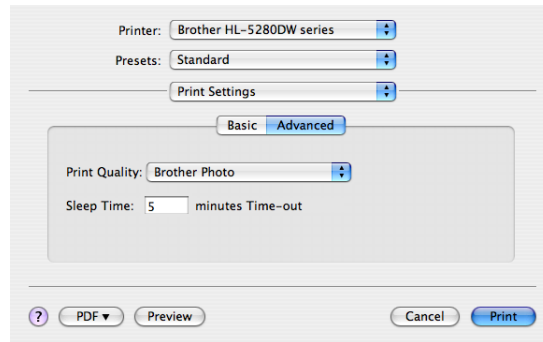 Printer: Brother HL-5280DW series
Presets: Standard
Print Settings
Basic Advanced
Print Quality: Brother Photo
Sleep Time: 5 minutes Time-out
? PDF ▼ Preview Cancel Print